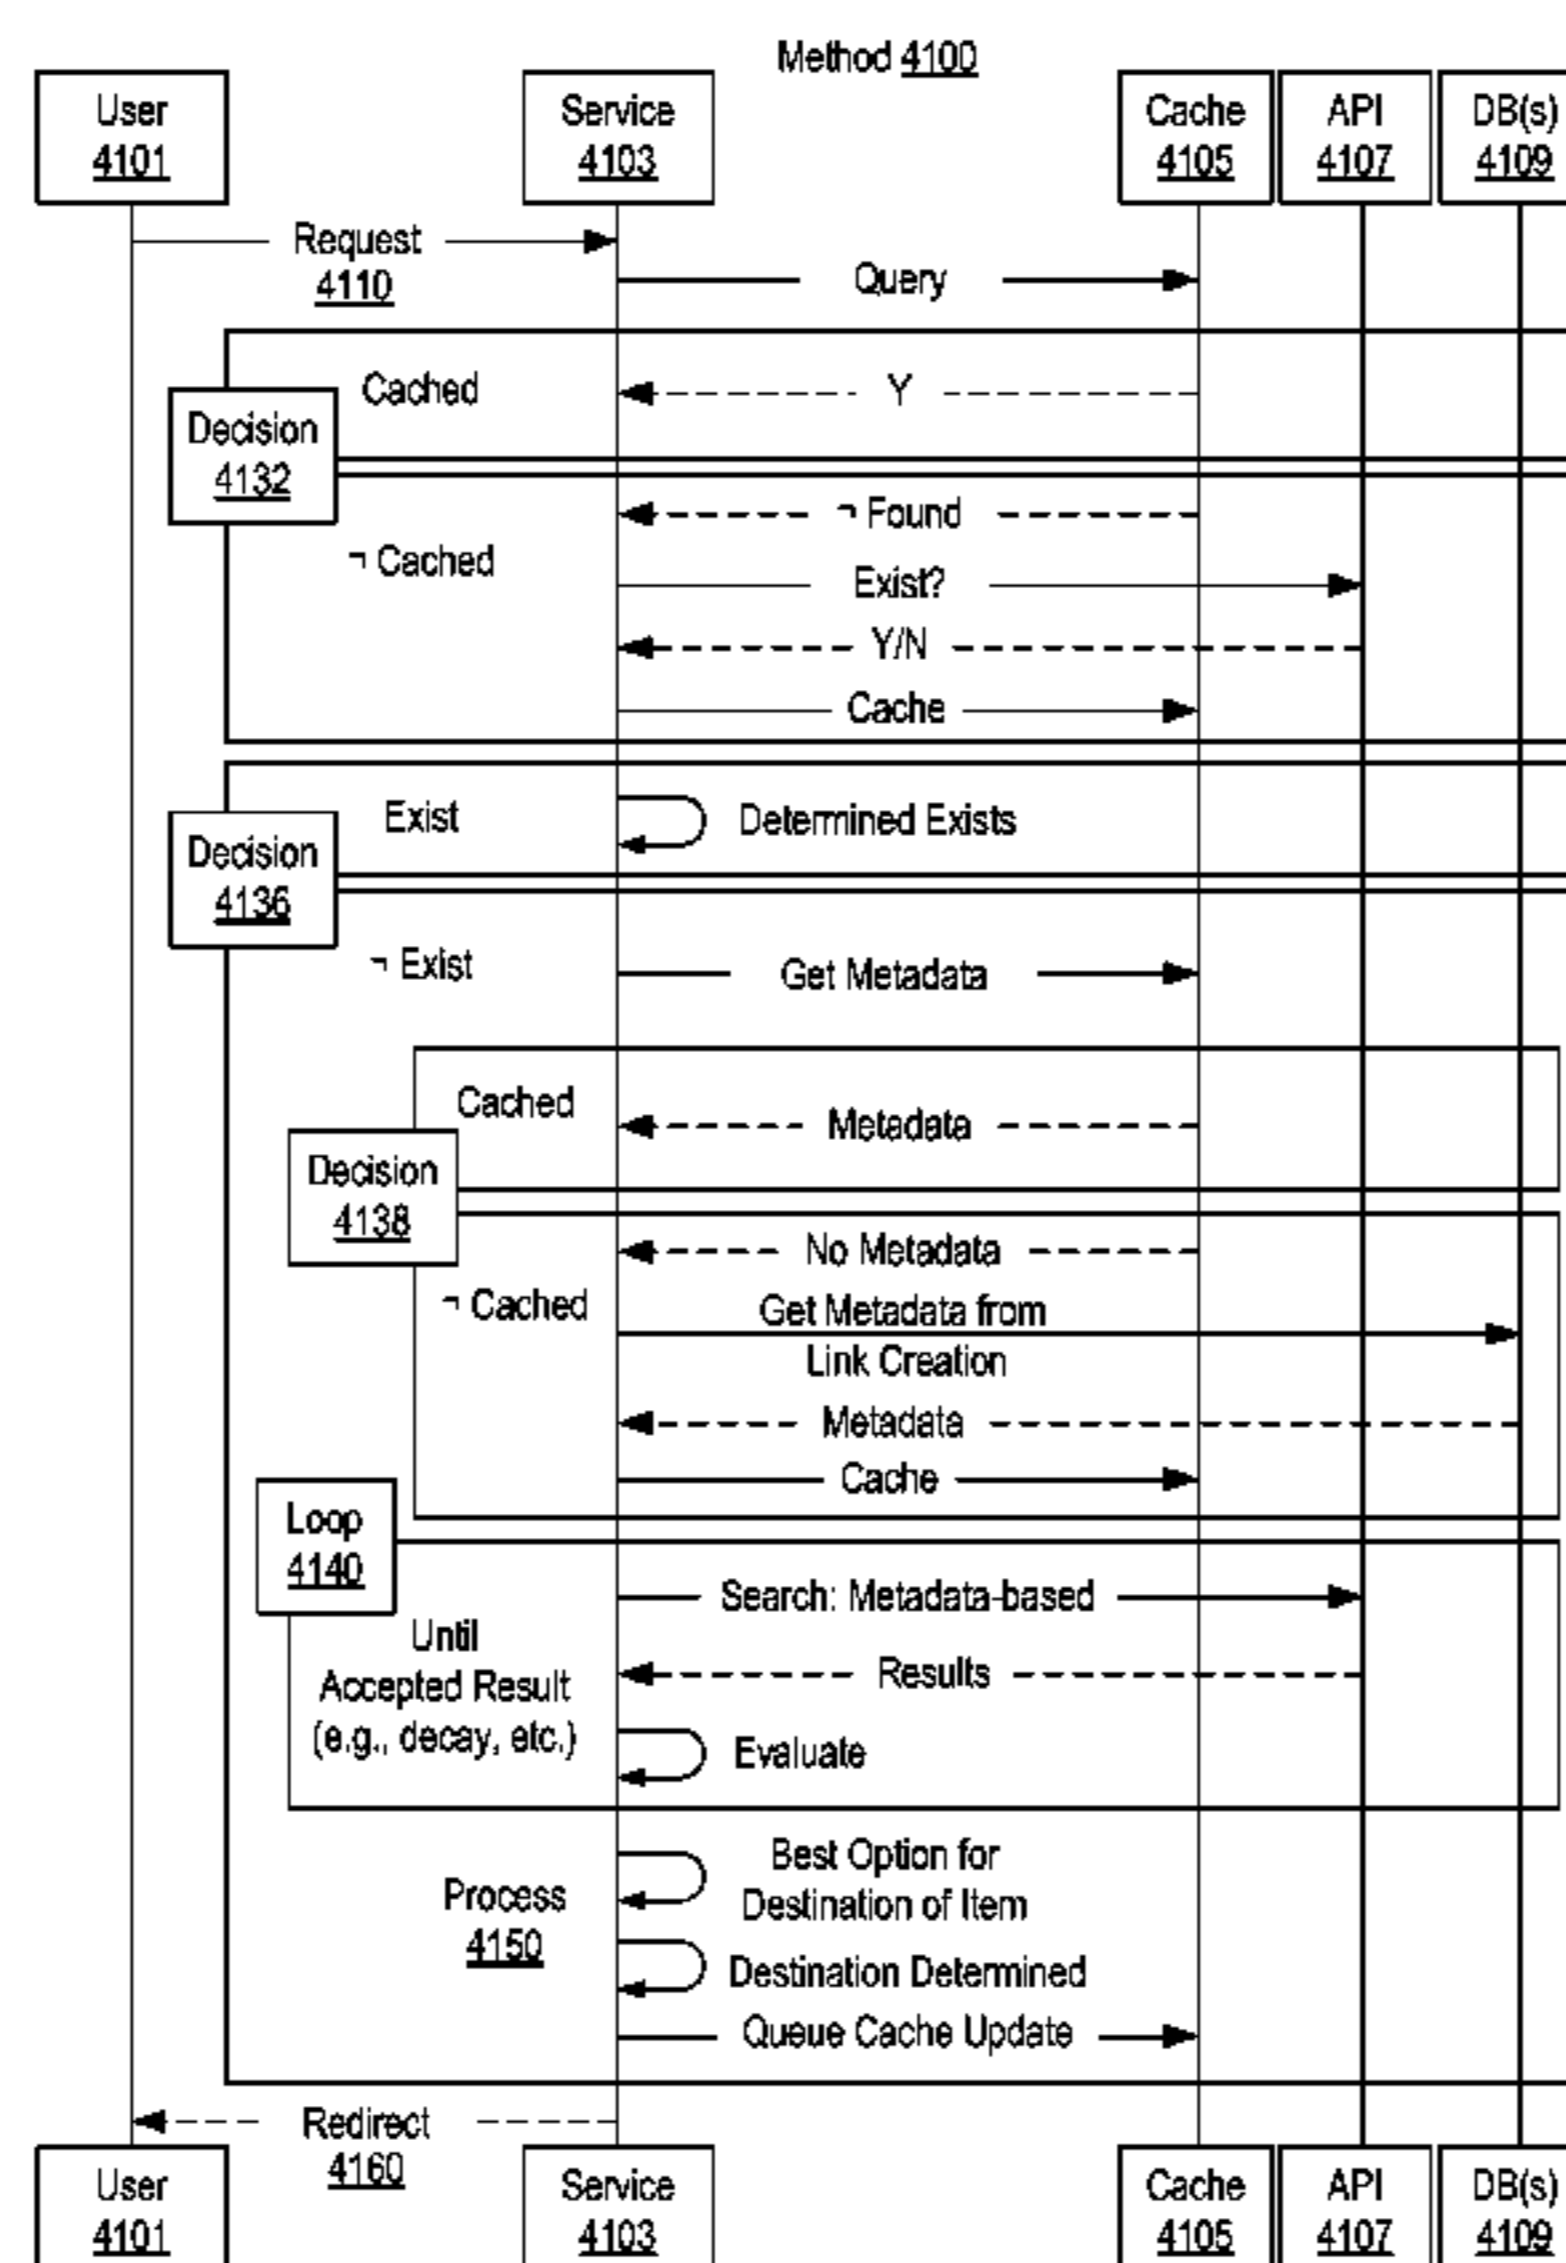 Method 4100
User
4101
Service
4103
Cache
4105
API
4107
DB(s)
4109
Request
4110
Query
Cached
Y
Decision
4132
¬ Found
¬ Cached
Exist?
Y/N
Cache
Exist
Determined Exists
Decision
4136
¬ Exist
Get Metadata
Cached
Metadata
Decision
4138
No Metadata
¬ Cached
Get Metadata from
Link Creation
Metadata
Cache
Loop
4140
Search: Metadata-based
Until
Accepted Result
(e.g., decay, etc.)
Results
Evaluate
Best Option for
Destination of Item
Process
4150
Destination Determined
Queue Cache Update
Redirect
4160
User
4101
Service
4103
Cache
4105
API
4107
DB(s)
4109